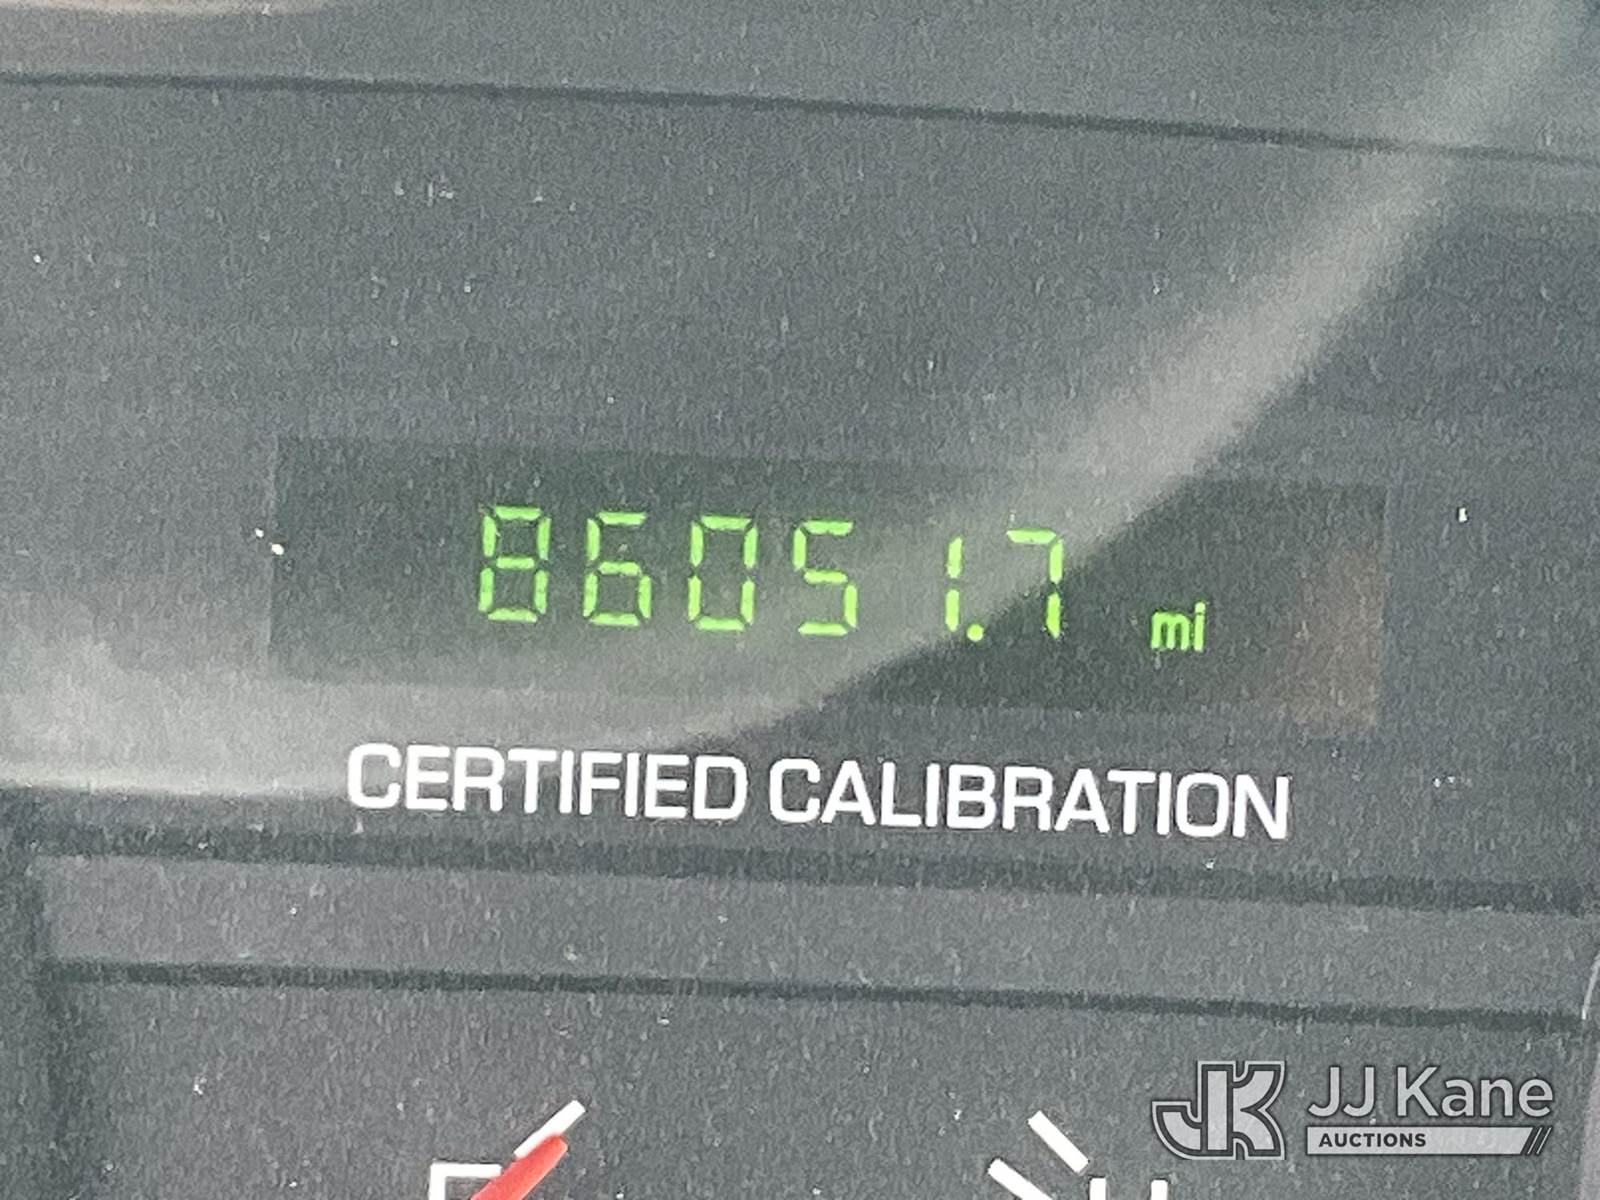 86051.7 mi
CERTIFIED CALIBRATION
JJ Kane
AUCTIONS